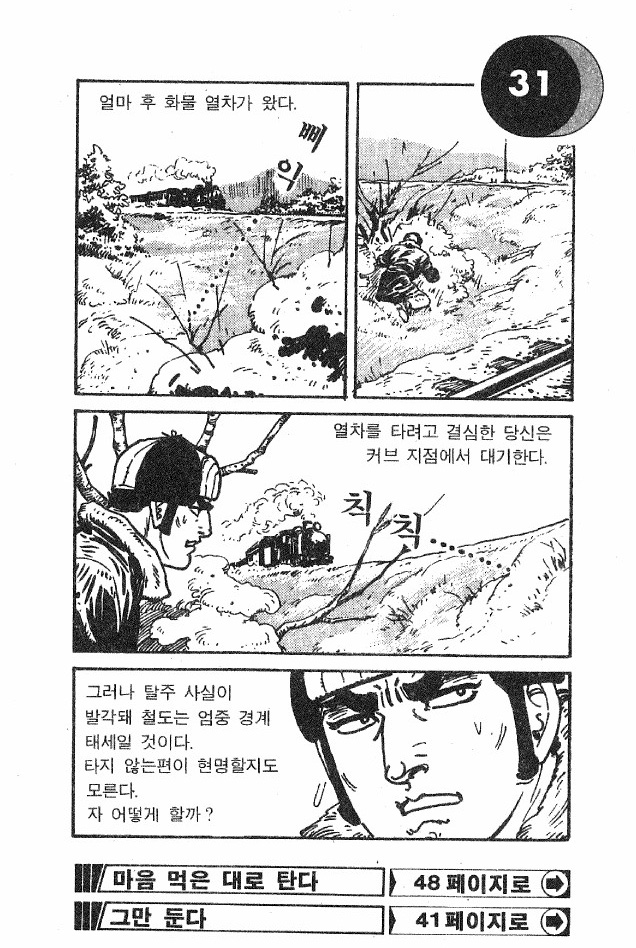 31
얼마 후 화물 열차가 왔다.
삐
익
열차를 타려고 결심한 당신은
커브 지점에서 대기한다.
칙
칙
그러나 탈주 사실이
발각돼 철도는 엄중 경계
태세일 것이다.
타지 않는편이 현명할지도
모른다.
자 어떻게 할까?
마음 먹은 대로 탄다
48페이지로
그만 둔다
41페이지로